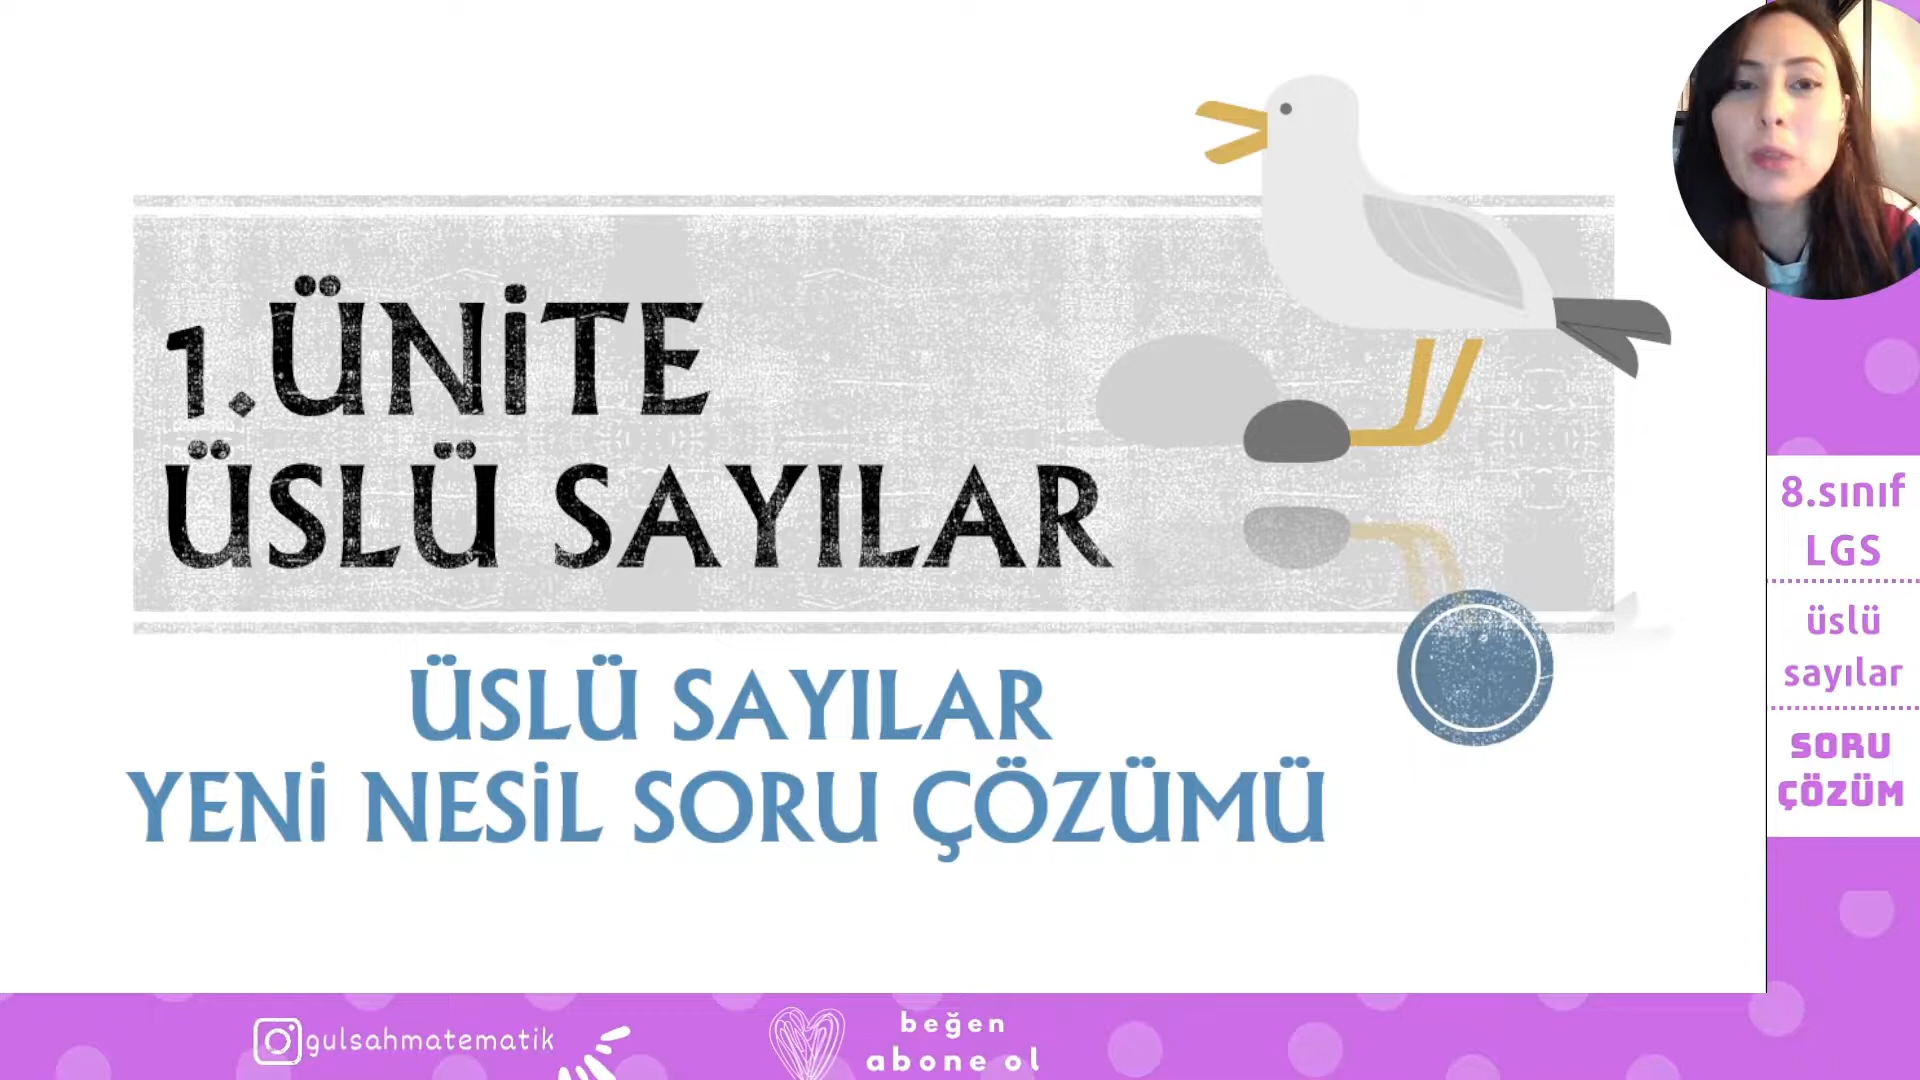 1.ÜNİTE
ÜSLÜ SAYILAR
ÜSLÜ SAYILAR
YENİ NESİL SORU ÇÖZÜMÜ
8.sınıf
LGS
üslü
sayılar
SORU
ÇÖZÜM
gulsahmatematik
beğen
abone ol